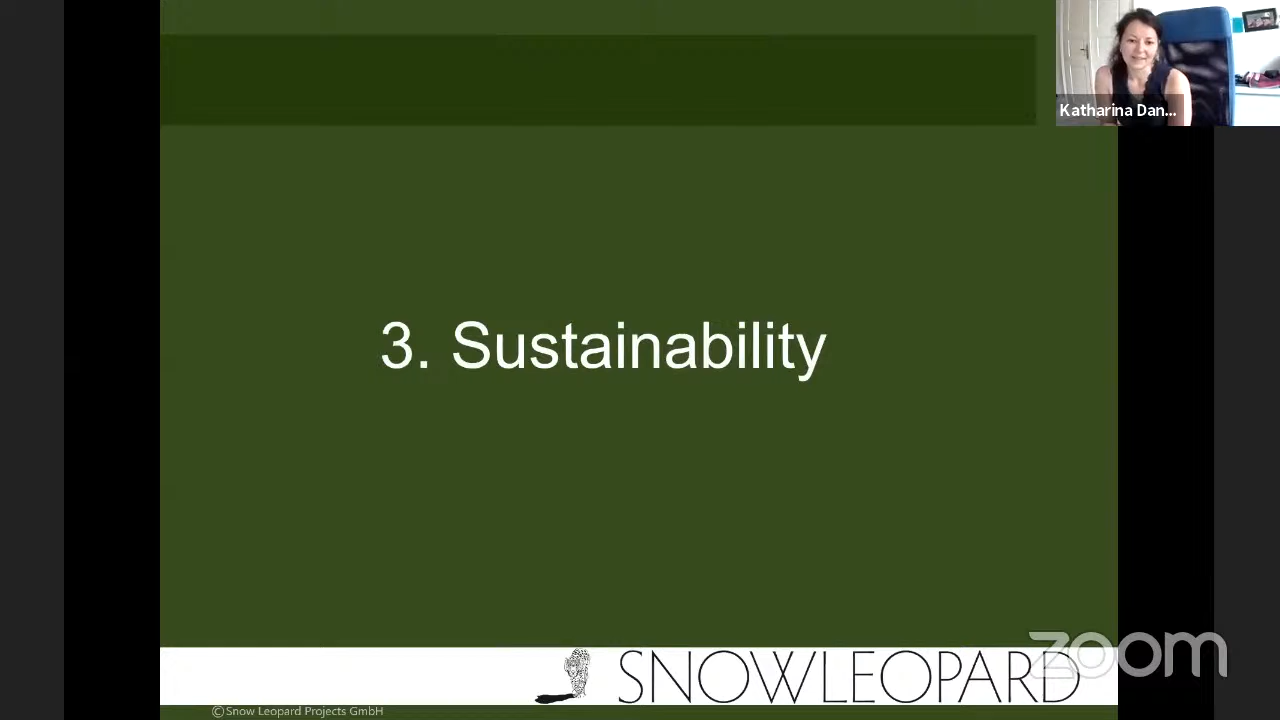 Katharina Dan...
3. Sustainability
SNOWLEOPARD
zoom
©Snow Leopard Projects GmbH